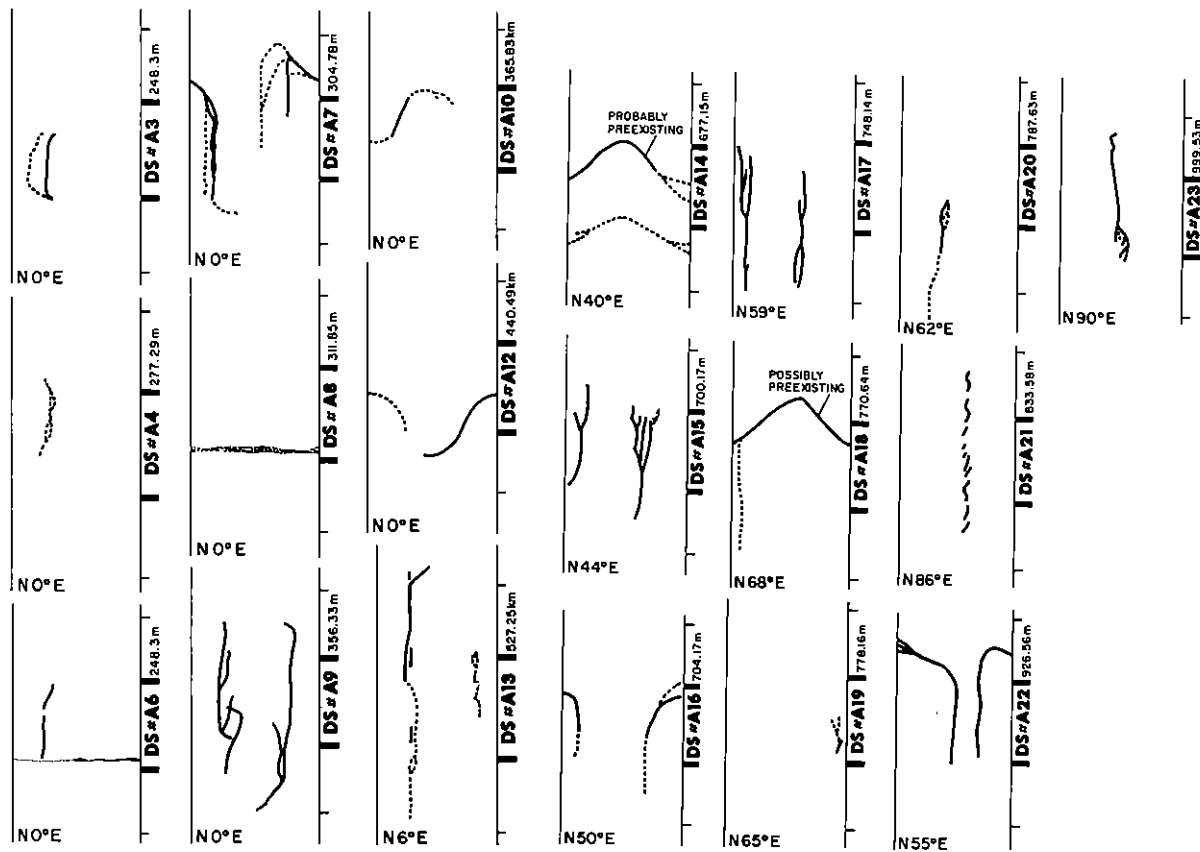 DS#A3 248.3m
N0°E
DS#A7 304.78m
N0°E
DS#A10 365.83km
N0°E
PROBABLY
PREEXISTING
DS#A14 677.15m
N40°E
DS#A17 748.14m
N59°E
DS#A20 787.63m
N62°E
DS#A23 999.53m
N90°E
DS#A4 277.29m
N0°E
DS#A8 311.85m
N0°E
DS#A12 440.49km
N0°E
DS#A15 700.17m
N44°E
POSSIBLY
PREEXISTING
DS#A18 770.64m
N68°E
DS#A21 833.58m
N86°E
DS#A6 248.3m
N0°E
DS#A9 356.33m
N0°E
DS#A13 527.25km
N6°E
DS#A16 704.17m
N50°E
DS#A19 778.16m
N65°E
DS#A22 926.56m
N55°E